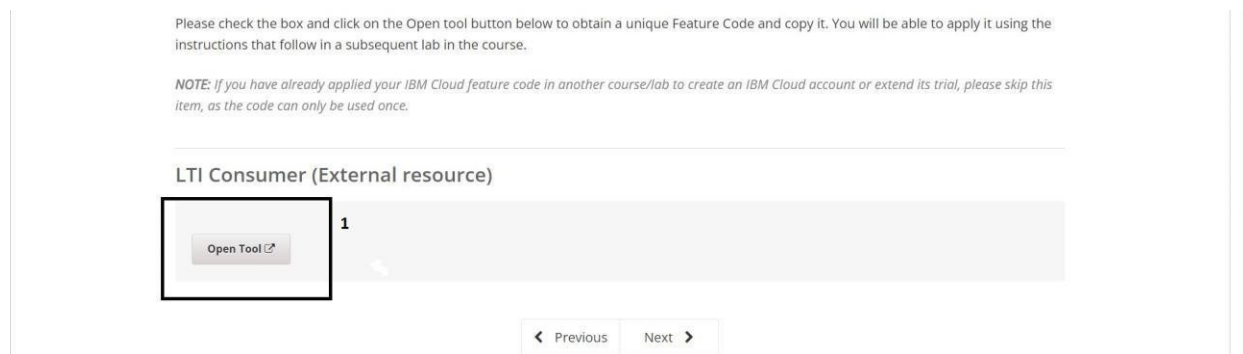 Please check the box and click on the Open tool button below to obtain a unique Feature Code and copy it. You will be able to apply it using the
instructions that follow in a subsequent lab in the course.
NOTE: If you have already applied your IBM Cloud feature code in another course/lab to create an IBM Cloud account or extend its trial, please skip this
item, as the code can only be used once.
LTI Consumer (External resource)
1
Open Tool
Previous Next